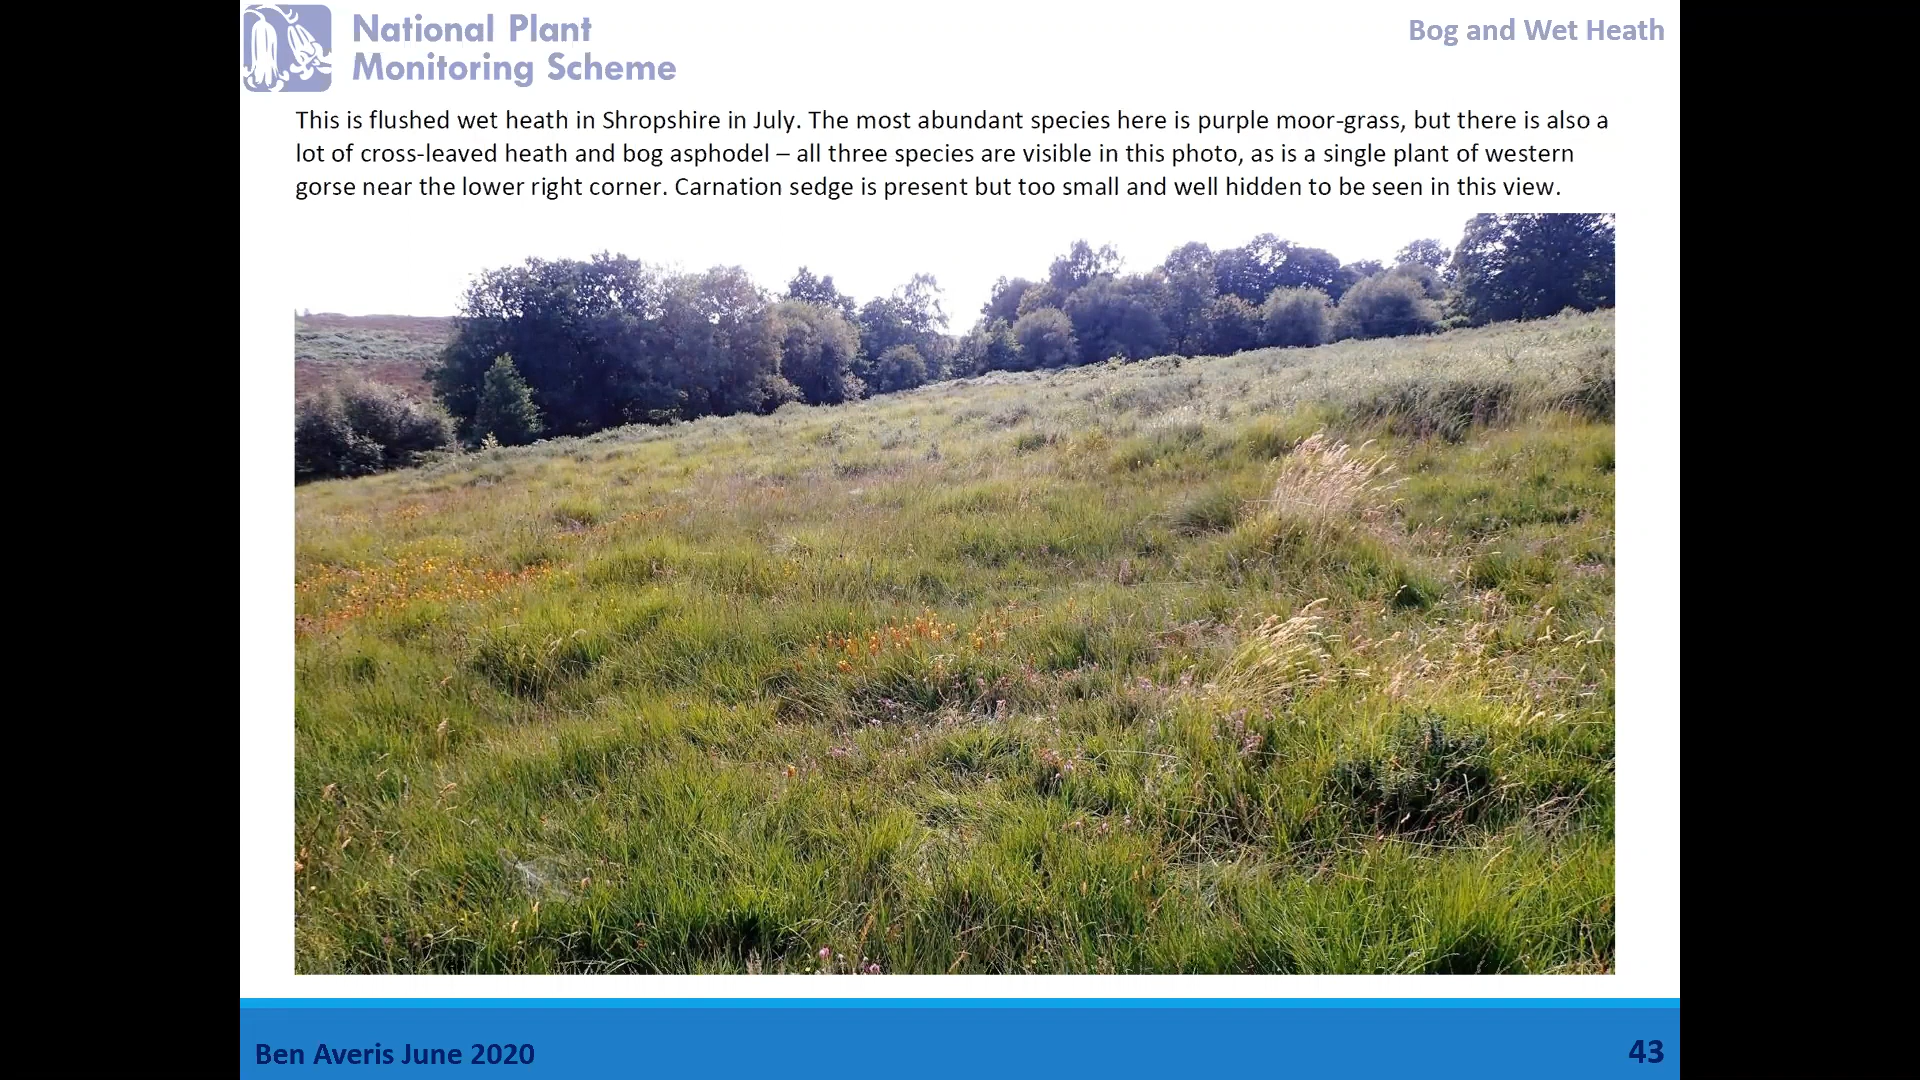 National Plant
Monitoring Scheme
Bog and Wet Heath
This is flushed wet heath in Shropshire in July. The most abundant species here is purple moor-grass, but there is also a
lot of cross-leaved heath and bog asphodel – all three species are visible in this photo, as is a single plant of western
gorse near the lower right corner. Carnation sedge is present but too small and well hidden to be seen in this view.
Ben Averis June 2020
43